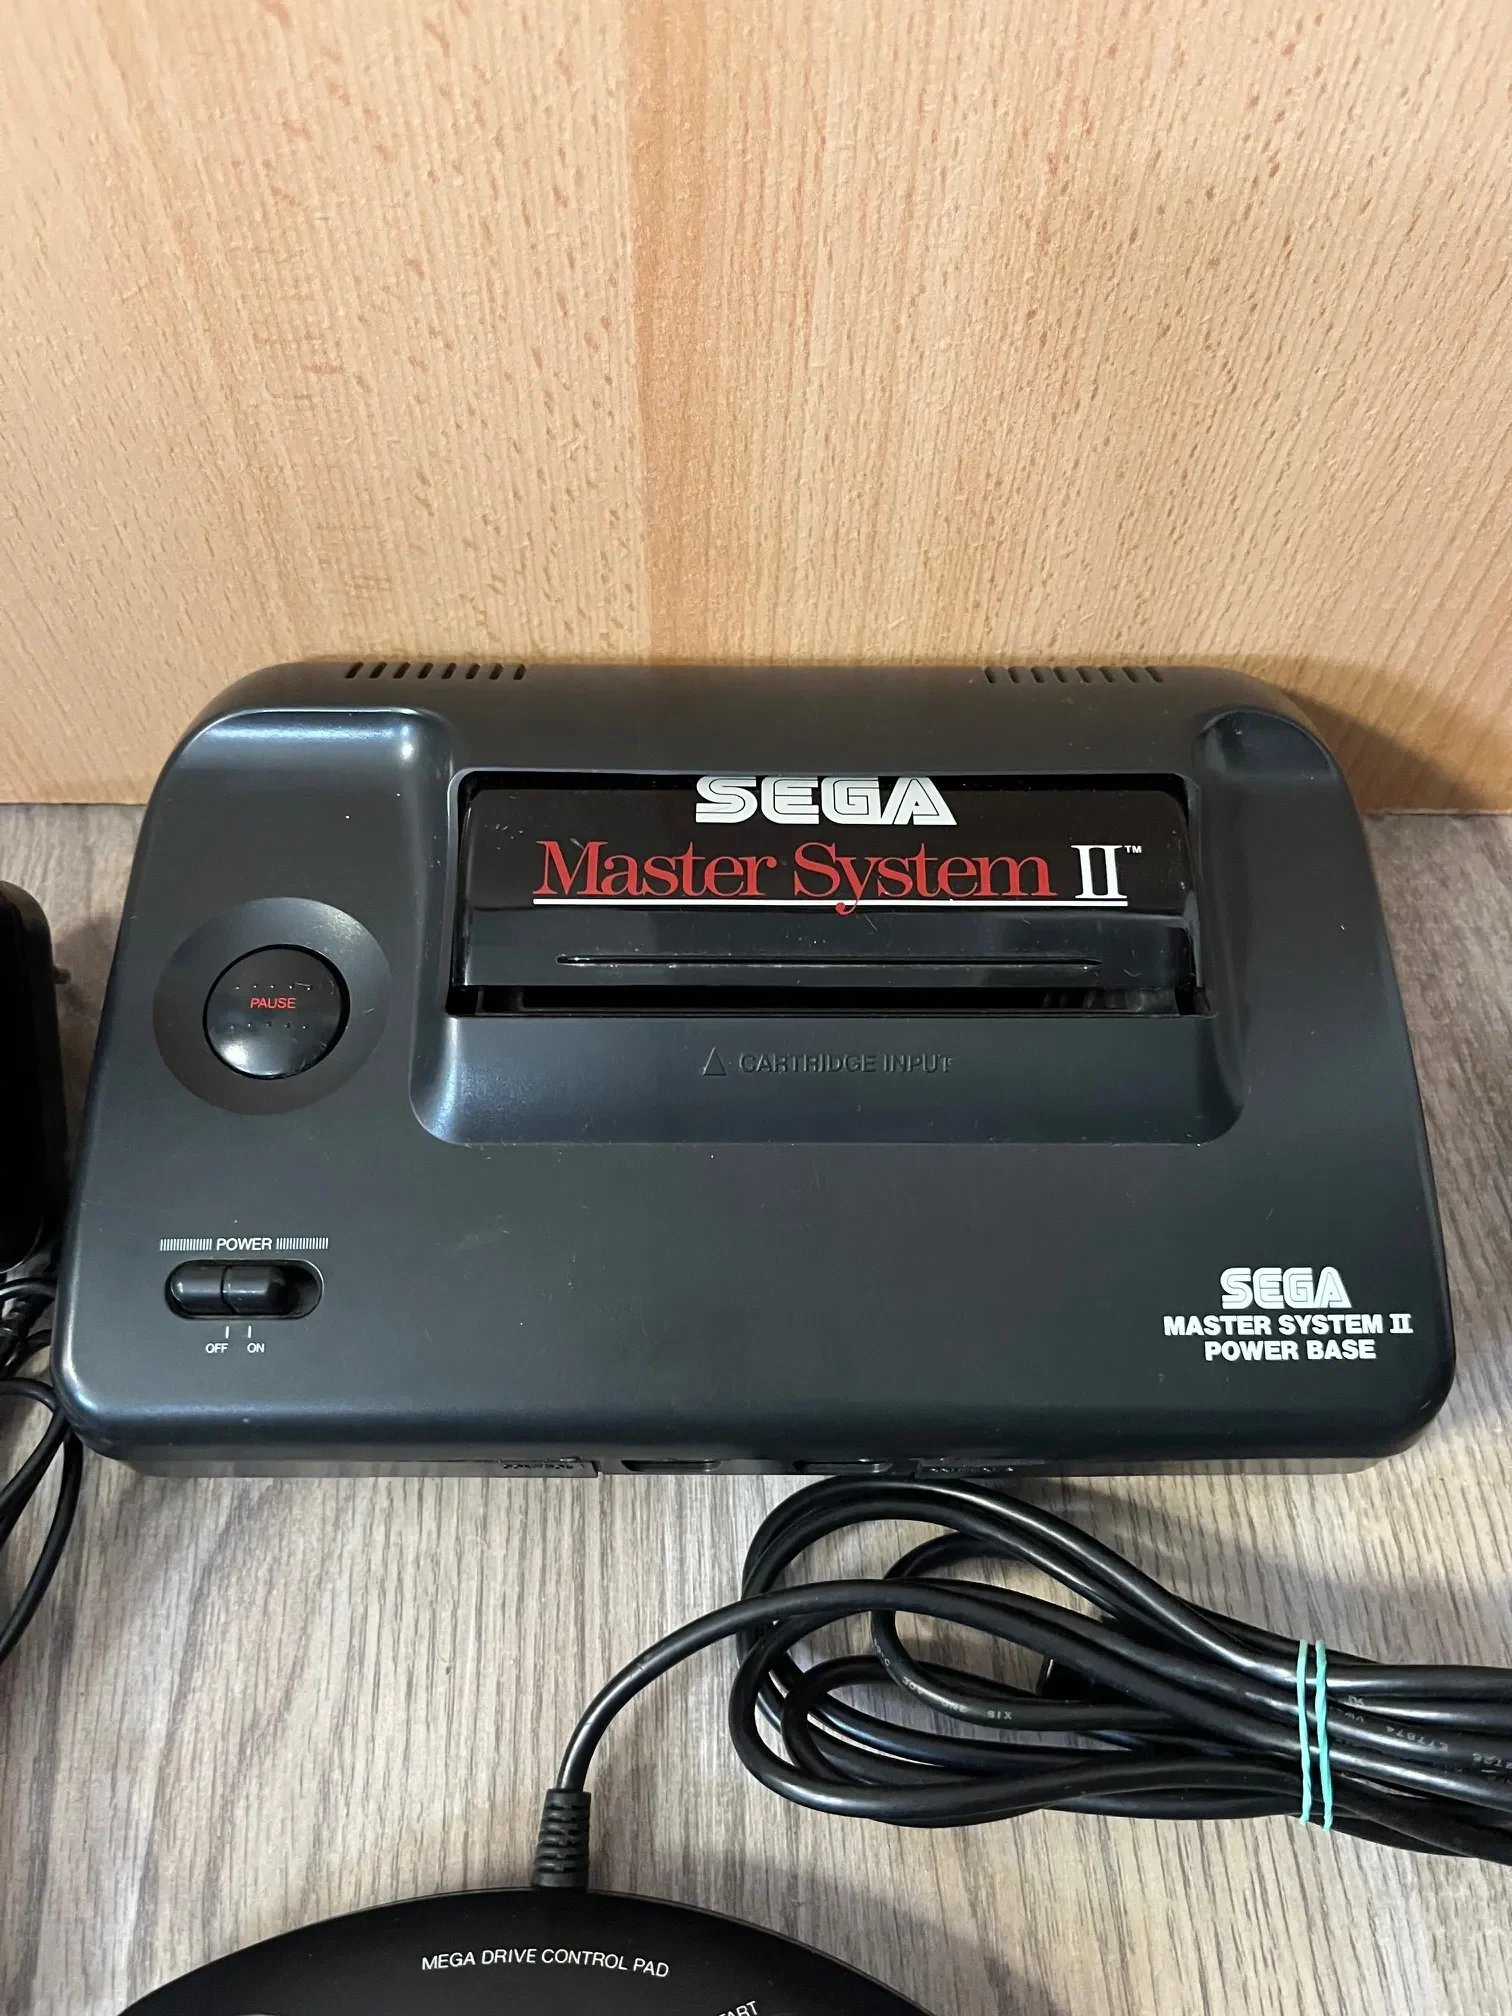 SEGA
Master System II™
PAUSE
CARTRIDGE INPUT
POWER
OFF ON
SEGA
MASTER SYSTEM II
POWER BASE
MEGA DRIVE CONTROL PAD